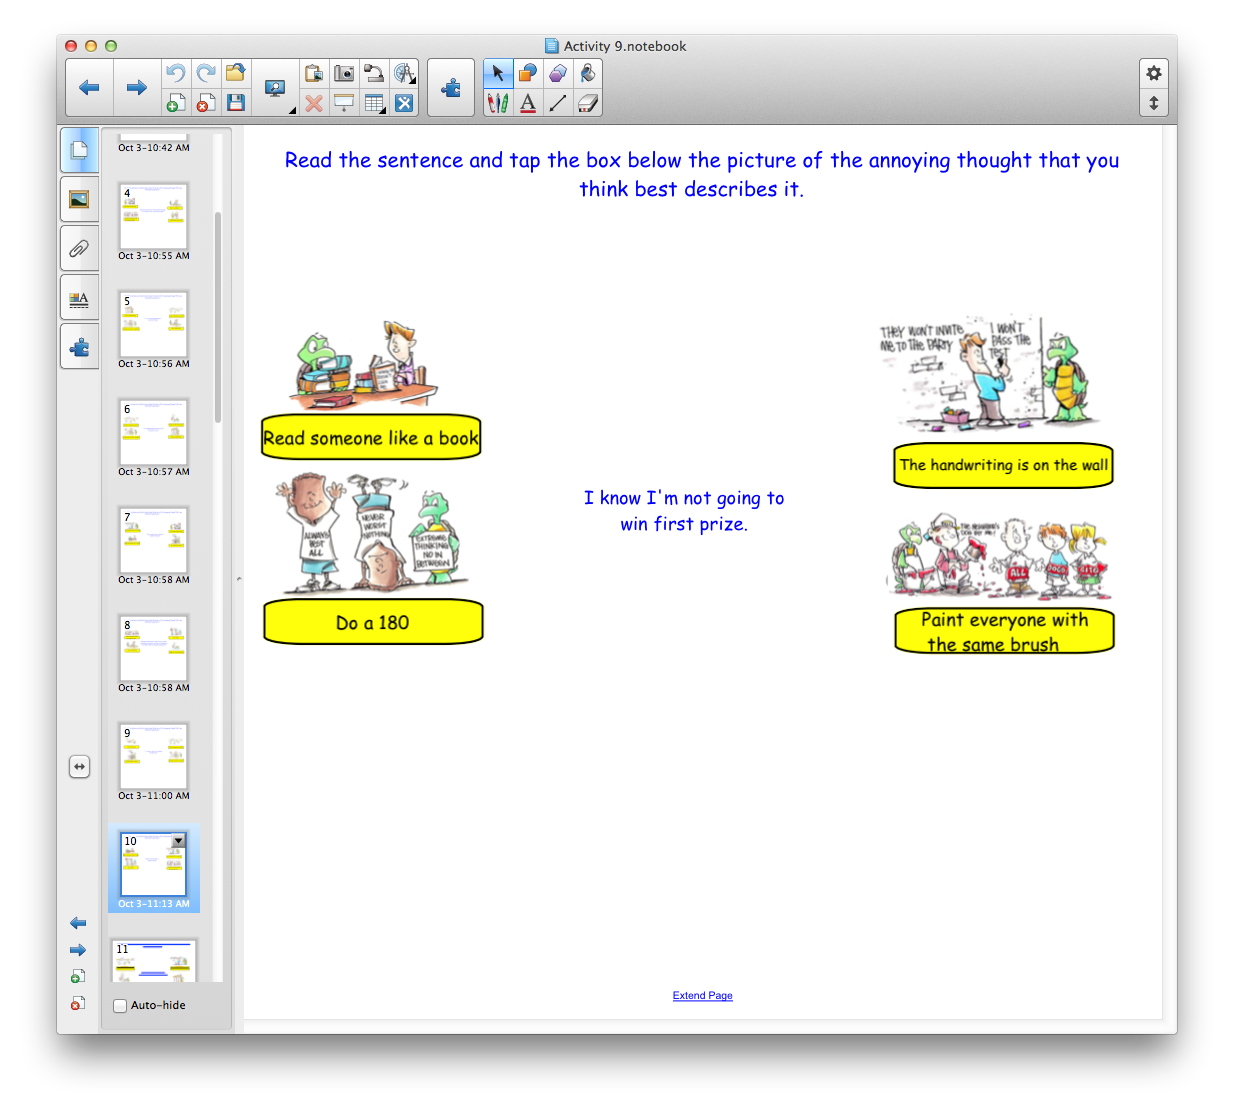 Activity 9.notebook
Oct 3-10:42 AM
4
Oct 3-10:55 AM
5
Oct 3-10:56 AM
6
Oct 3-10:57 AM
7
Oct 3-10:58 AM
8
Oct 3-10:58 AM
9
Oct 3-11:00 AM
10
Oct 3-11:13 AM
11
Auto-hide
Read the sentence and tap the box below the picture of the annoying thought that you
think best describes it.
Read someone like a book
THEY WON'T INVITE
ME TO THE PARTY
I WON'T
PASS THE
TEST
The handwriting is on the wall
ALWAYS
BEST
ALL
NEVER
WORST
NOTHING
EXTREME
THINKING
NO IN
BETWEEN
Do a 180
I know I'm not going to
win first prize.
ALL
Paint everyone with
the same brush
Extend Page